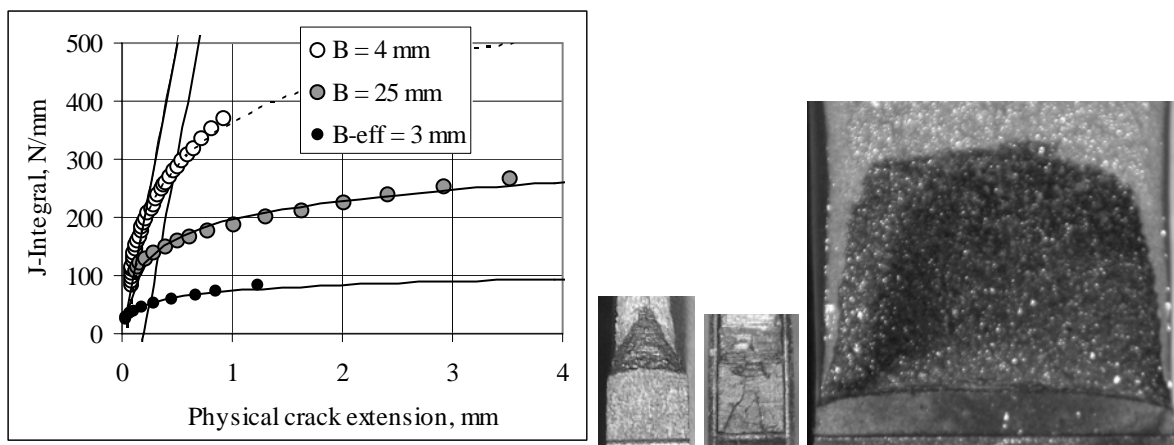 500
400
300
200
100
0
J-Integral, N/mm
B = 4 mm
B = 25 mm
B-eff = 3 mm
0 1 2 3 4
Physical crack extension, mm